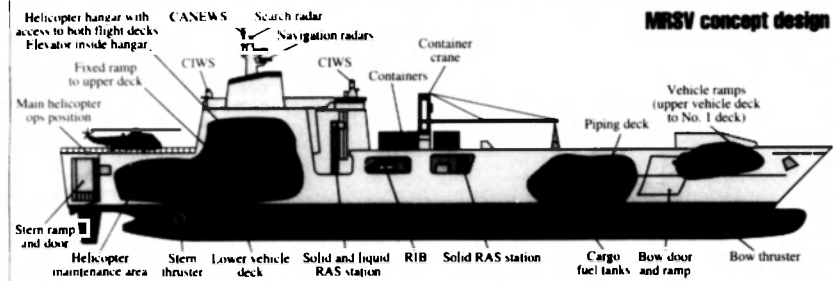 MRSV concept design
Helicopter hangar with
access to both flight decks
Elevator inside hangar
CANEWS
Search radar
Navigation radars
CIWS
CIWS
Fixed ramp
to upper deck
Main helicopter
ops position
Containers
Container
crane
Vehicle ramps
(upper vehicle deck
to No. 1 deck)
Piping deck
Stern ramp
and door
Helicopter
maintenance area
Stern
thruster
Lower vehicle
deck
Solid and liquid
RAS station
RIB
Solid RAS station
Cargo
fuel tanks
Bow door
and ramp
Bow thruster